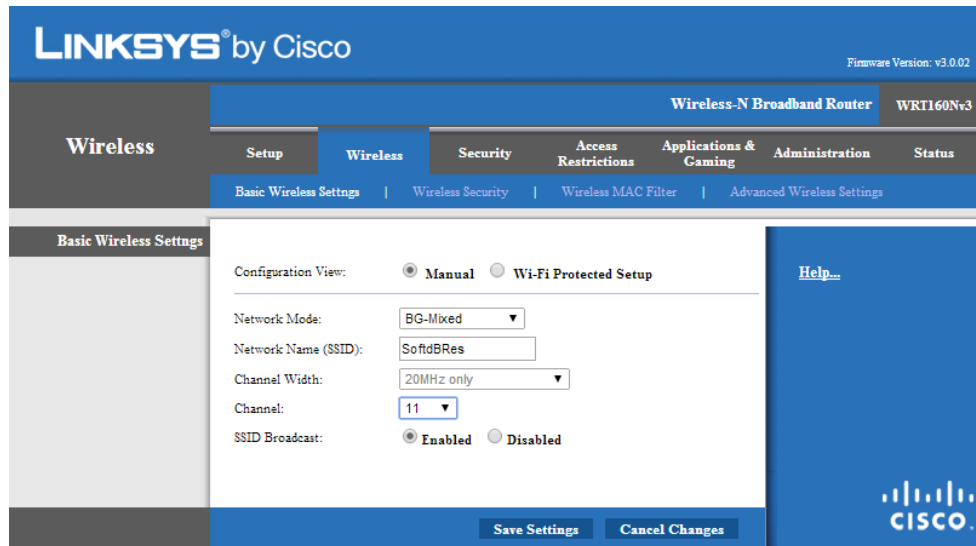 LINKSYS® by Cisco
Firmware Version: v3.0.02
Wireless-N Broadband Router WRT160Nv3
Wireless
Setup Wireless Security Access Restrictions Applications & Gaming Administration Status
Basic Wireless Settngs | Wireless Security | Wireless MAC Filter | Advanced Wireless Settings
Basic Wireless Settngs
Configuration View: Manual Wi-Fi Protected Setup
Help...
Network Mode: BG-Mixed
Network Name (SSID): SoftdBRes
Channel Width: 20MHz only
Channel: 11
SSID Broadcast: Enabled Disabled
CISCO.
Save Settings Cancel Changes